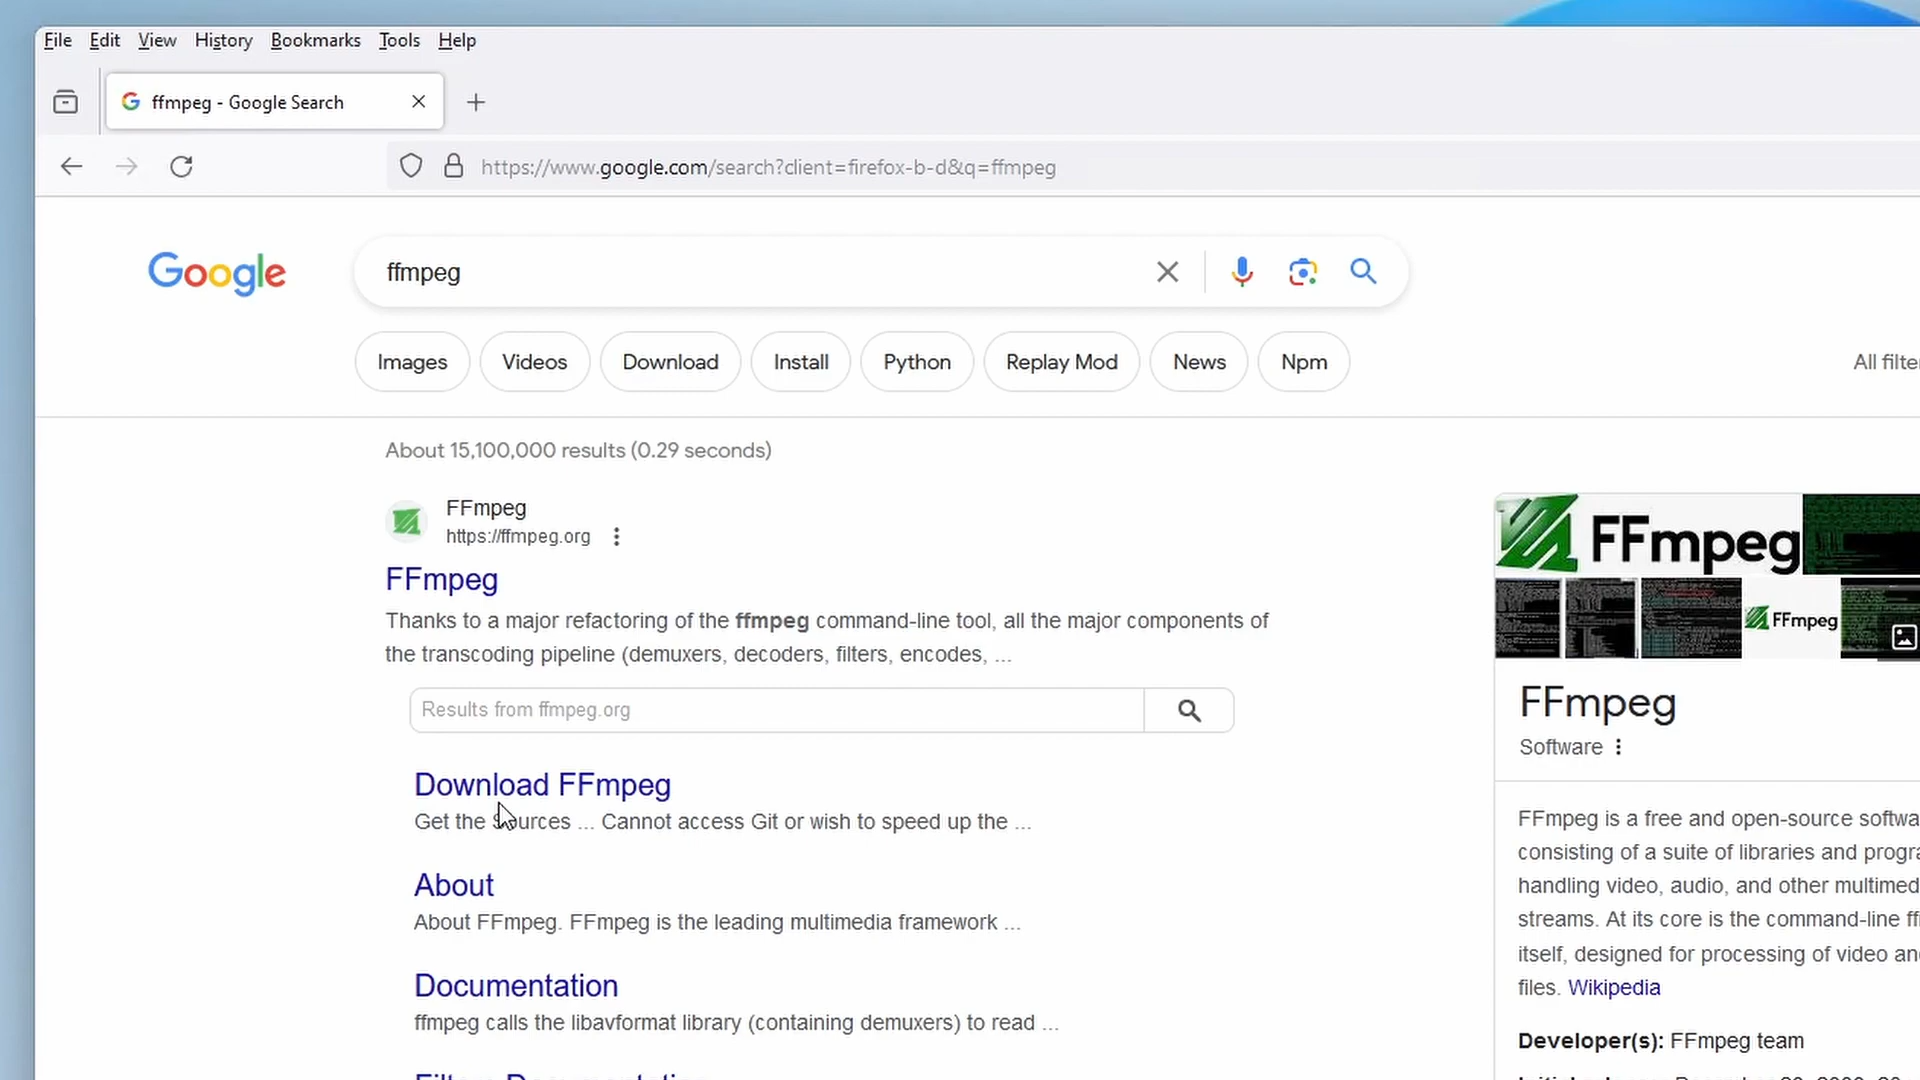 File Edit View History Bookmarks Tools Help
ffmpeg - Google Search
https://www.google.com/search?client=firefox-b-d&q=ffmpeg
Google
ffmpeg
Images Videos Download Install Python Replay Mod News Npm
All
About 15,100,000 results (0.29 seconds)
FFmpeg
https://ffmpeg.org
FFmpeg
Thanks to a major refactoring of the ffmpeg command-line tool, all the major components of
the transcoding pipeline (demuxers, decoders, filters, encodes, ...
Results from ffmpeg.org
Download FFmpeg
Get the Sources ... Cannot access Git or wish to speed up the ...
About
About FFmpeg. FFmpeg is the leading multimedia framework ...
Documentation
ffmpeg calls the libavformat library (containing demuxers) to read ...
Filters Documentation
FFmpeg
FFmpeg
FFmpeg
Software
FFmpeg is a free and open-source
consisting of a suite of libraries and
handling video, audio, and other
streams. At its core is the command-line
itself, designed for processing of video
files. Wikipedia
Developer(s): FFmpeg team